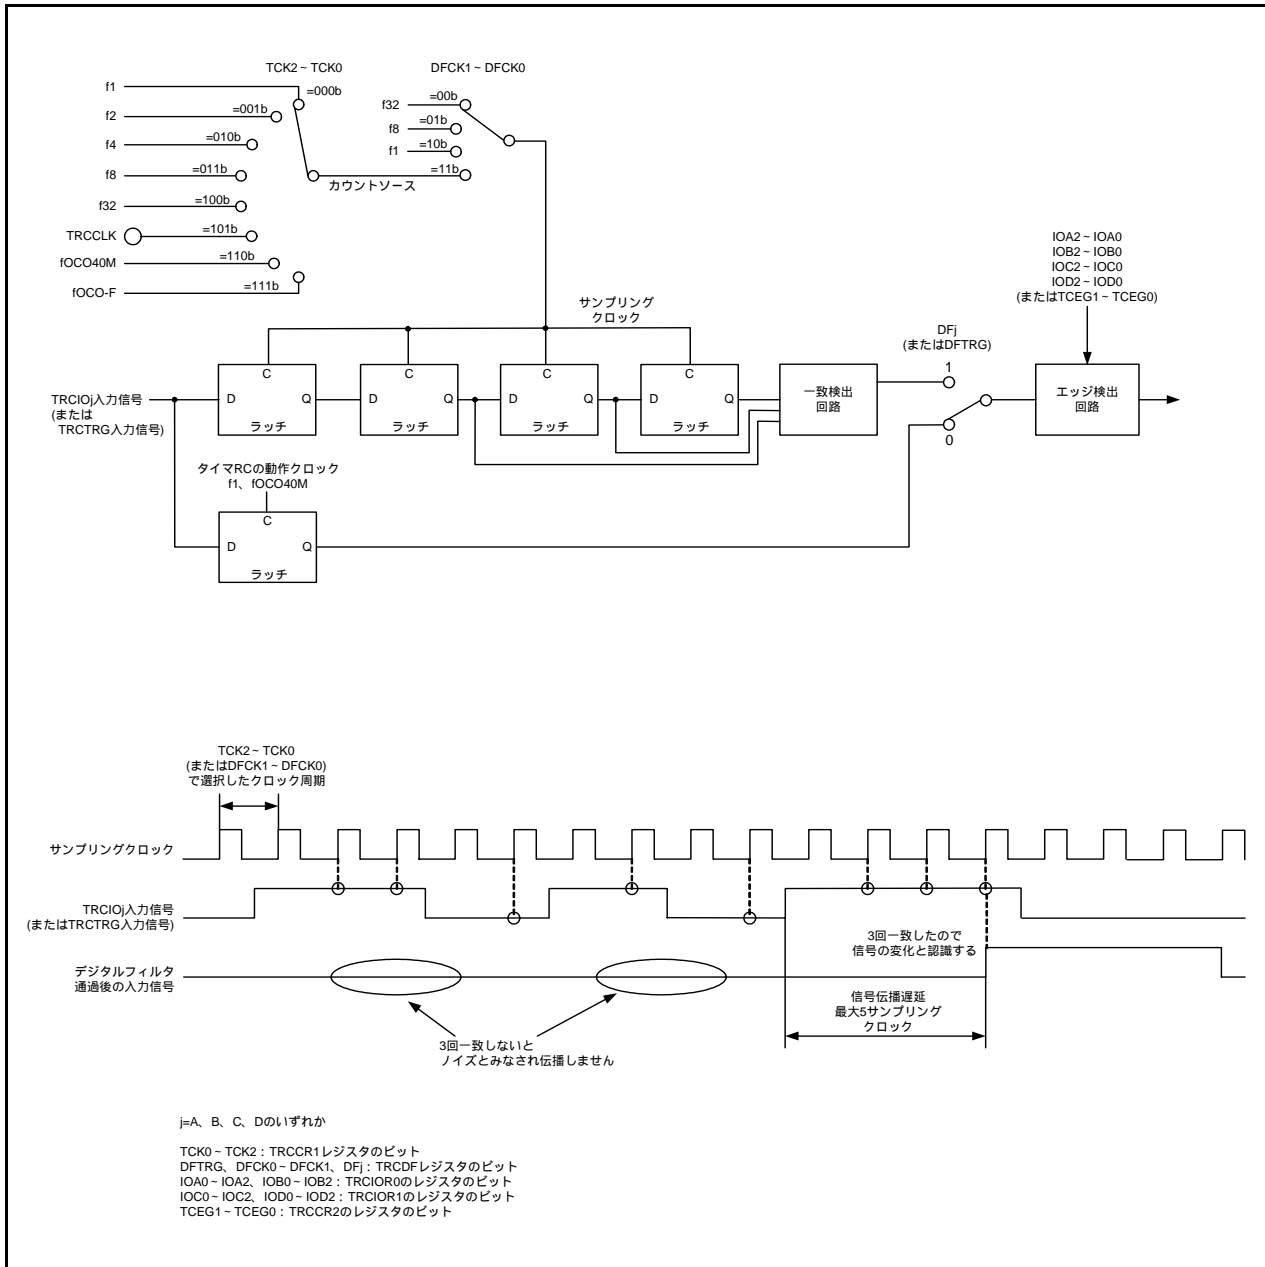 TCK2~TCK0
DFCK1~DFCK0
f1
=000b
f2
=001b
f4
=010b
f8
=011b
f32
=100b
TRCCLK
=101b
fOCO40M
=110b
fOCO-F
=111b
f32
=00b
f8
=01b
f1
=10b
=11b
カウントソース
サンプリング
クロック
IOA2~IOA0
IOB2~IOB0
IOC2~IOC0
IOD2~IOD0
(またはTCEG1~TCEG0)
DFj
(またはDFTRG)
1
0
TRCIOj入力信号
(または
TRCTRG入力信号)
C
D
Q
ラッチ
C
D
Q
ラッチ
C
D
Q
ラッチ
C
D
Q
ラッチ
一致検出
回路
エッジ検出
回路
タイマRCの動作クロック
f1、fOCO40M
C
D
Q
ラッチ
TCK2~TCK0
(またはDFCK1~DFCK0)
で選択したクロック周期
サンプリングクロック
TRCIOj入力信号
(またはTRCTRG入力信号)
3回一致したので
信号の変化と認識する
デジタルフィルタ
通過後の入力信号
信号伝播遅延
最大5サンプリング
クロック
3回一致しないと
ノイズとみなされ伝播しません
j=A、B、C、Dのいずれか
TCK0~TCK2:TRCCR1レジスタのビット
DFTRG、DFCK0~DFCK1、DFj:TRCDFレジスタのビット
IOA0~IOA2、IOB0~IOB2:TRCIOR0のレジスタのビット
IOC0~IOC2、IOD0~IOD2:TRCIOR1のレジスタのビット
TCEG1~TCEG0:TRCCR2のレジスタのビット